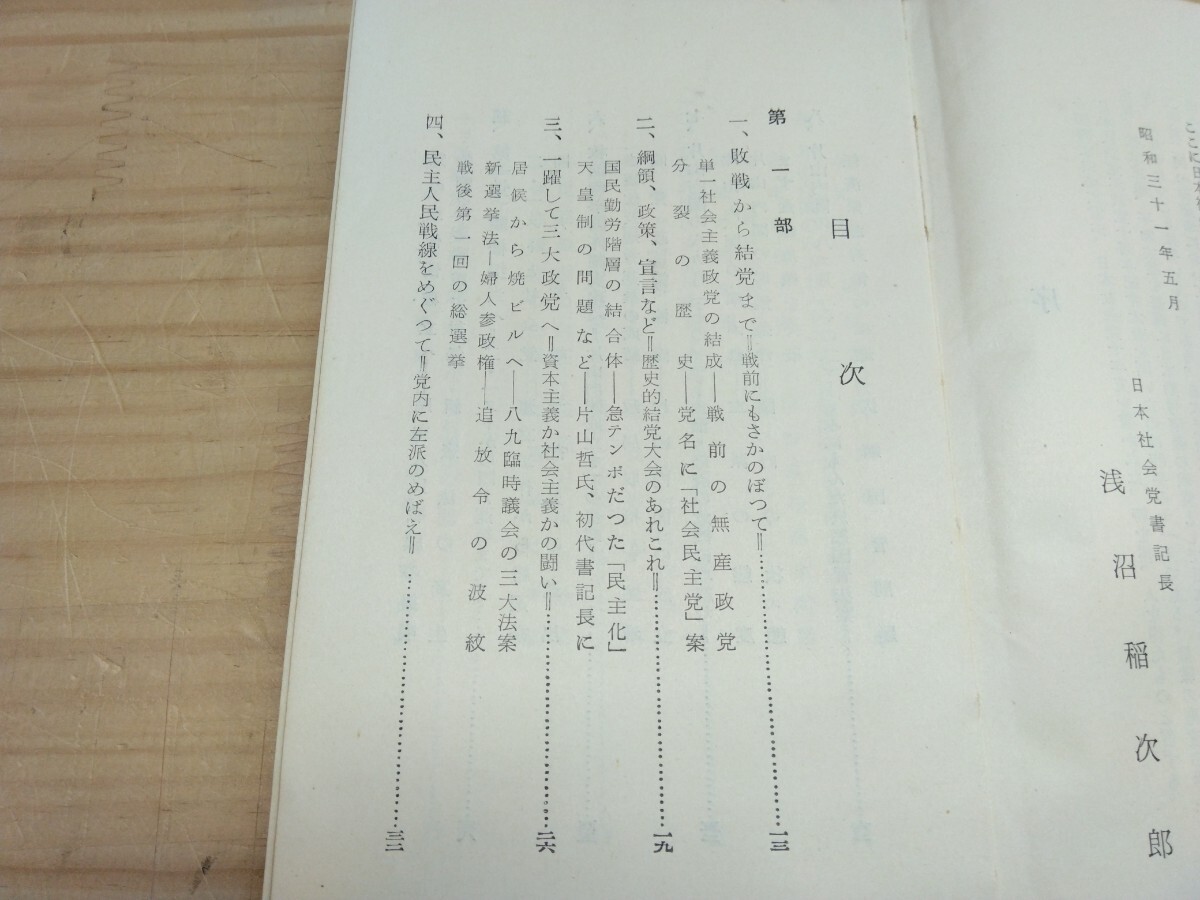 昭和三十一年五月
日本社会党書記長
浅沼稲次郎
目次
第一部
一、敗戦から結党まで＝戦前にもさかのぼつて＝…………一三
単一社会主義政党の結成――戦前の無産政党
分裂の歴史――党名に「社会民主党」案
二、綱領、政策、宣言など＝歴史的結党大会のあれこれ＝…………一九
国民勤労階層の結合体――急テンポだつた「民主化」
天皇制の問題など――片山哲氏、初代書記長に
三、一躍して三大政党へ＝資本主義か社会主義かの闘い＝…………二六
居候から焼ビルへ――八九臨時議会の三大法案
新選挙法――婦人参政権――追放令の波紋
戦後第一回の総選挙
四、民主人民戦線をめぐつて＝党内に左派のめばえ＝…………三二